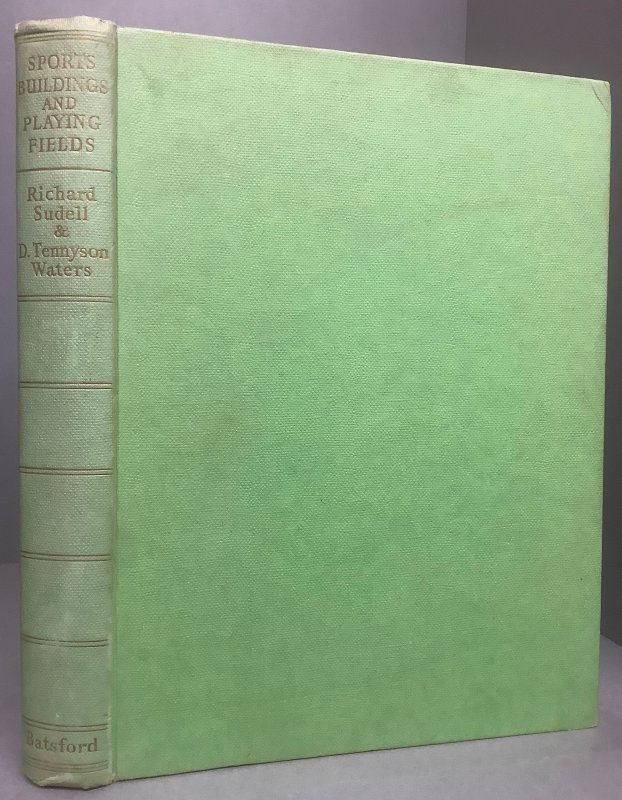 SPORTS
BUILDINGS
AND
PLAYING
FIELDS
Richard
Sudell
&
D. Tennyson
Waters
Batsford